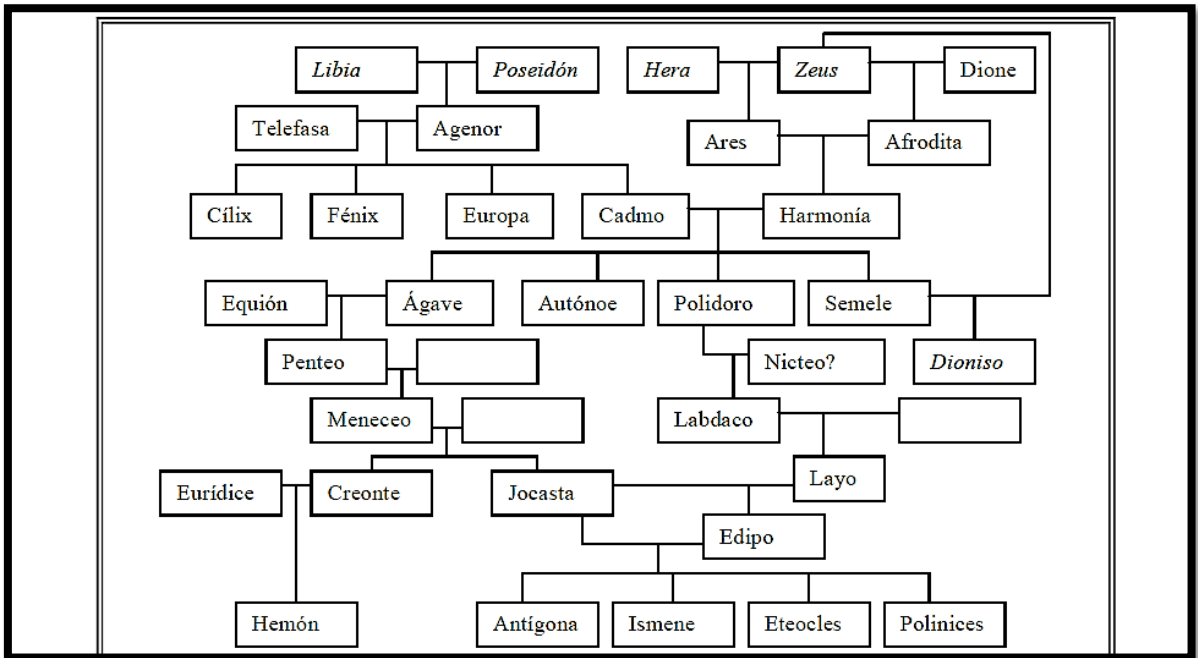 Libia Poseidón Hera Zeus Dione
Telefasa Agenor Ares Afrodita
Cílix Fénix Europa Cadmo Harmonía
Equión Ágave Autónoe Polidoro Semele
Penteo Nicteo? Dioniso
Meneceo Labdaco
Eurídice Creonte Jocasta Layo
Edipo
Hemón Antígona Ismene Eteocles Polinices